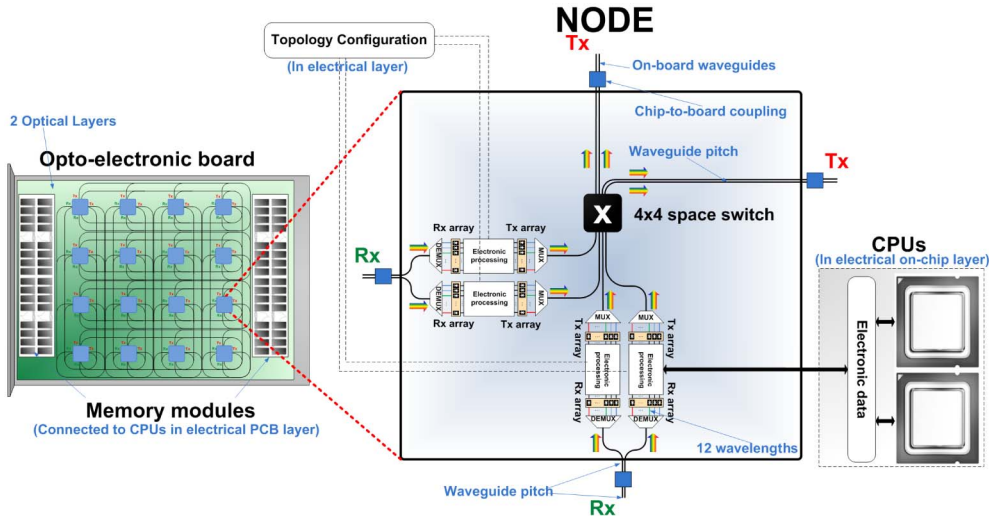 NODE
Topology Configuration
(In electrical layer)
Tx
On-board waveguides
Chip-to-board coupling
2 Optical Layers
Opto-electronic board
Waveguide pitch
Tx
X
4x4 space switch
Rx array
Tx array
DEMUX
Electronic
processing
MUX
Rx
DEMUX
Electronic
processing
MUX
Rx array
Tx array
CPUs
(In electrical on-chip layer)
MUX
MUX
Tx array
Tx array
Electronic
processing
Electronic
processing
Rx array
Rx array
DEMUX
DEMUX
Electronic data
Memory modules
(Connected to CPUs in electrical PCB layer)
12 wavelengths
Waveguide pitch
Rx